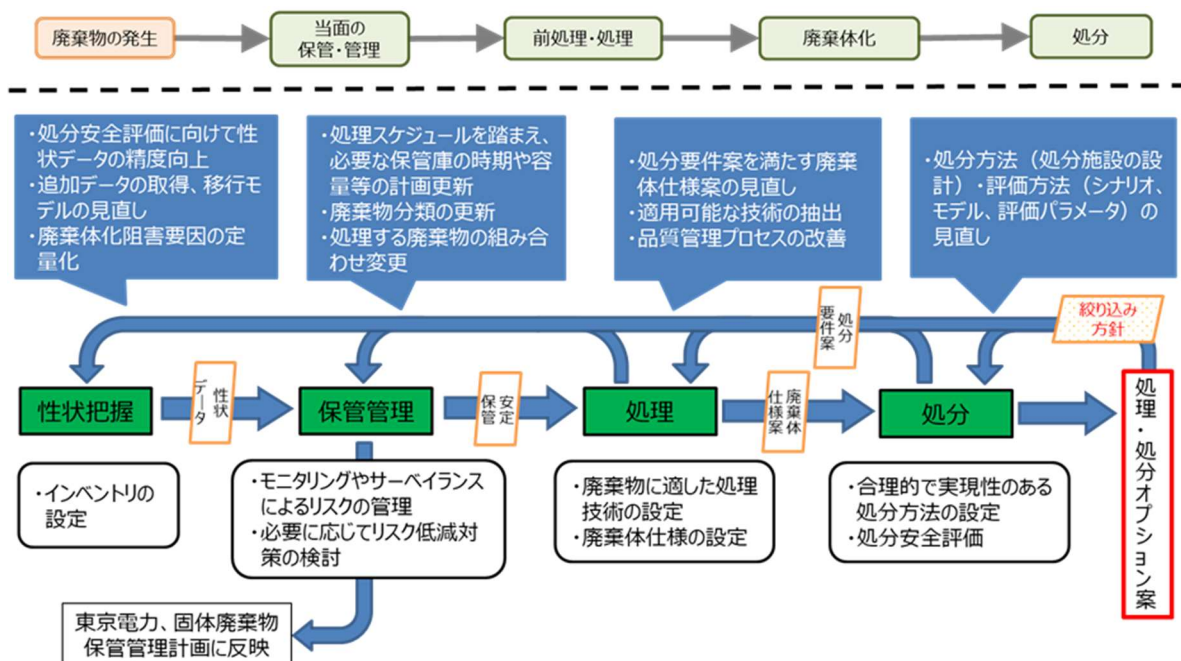 廃棄物の発生
当面の
保管・管理
前処理・処理
廃棄体化
処分
・処分安全評価に向けて性
状データの精度向上
・追加データの取得、移行モ
デルの見直し
・廃棄体化阻害要因の定
量化
・処理スケジュールを踏まえ、
必要な保管庫の時期や容
量等の計画更新
・廃棄物分類の更新
・処理する廃棄物の組み合
わせ変更
・処分要件案を満たす廃棄
体仕様案の見直し
・適用可能な技術の抽出
・品質管理プロセスの改善
・処分方法（処分施設の設
計）・評価方法（シナリオ、
モデル、評価パラメータ）の
見直し
処分
要件案
絞り込み
方針
性状把握
性状
データ
保管管理
安定
保管
処理
廃棄体
仕様案
処分
処理・処分オプション案
・インベントリの
設定
・モニタリングやサーベイランス
によるリスクの管理
・必要に応じてリスク低減対
策の検討
・廃棄物に適した処理
技術の設定
・廃棄体仕様の設定
・合理的で実現性のある
処分方法の設定
・処分安全評価
東京電力、固体廃棄物
保管管理計画に反映